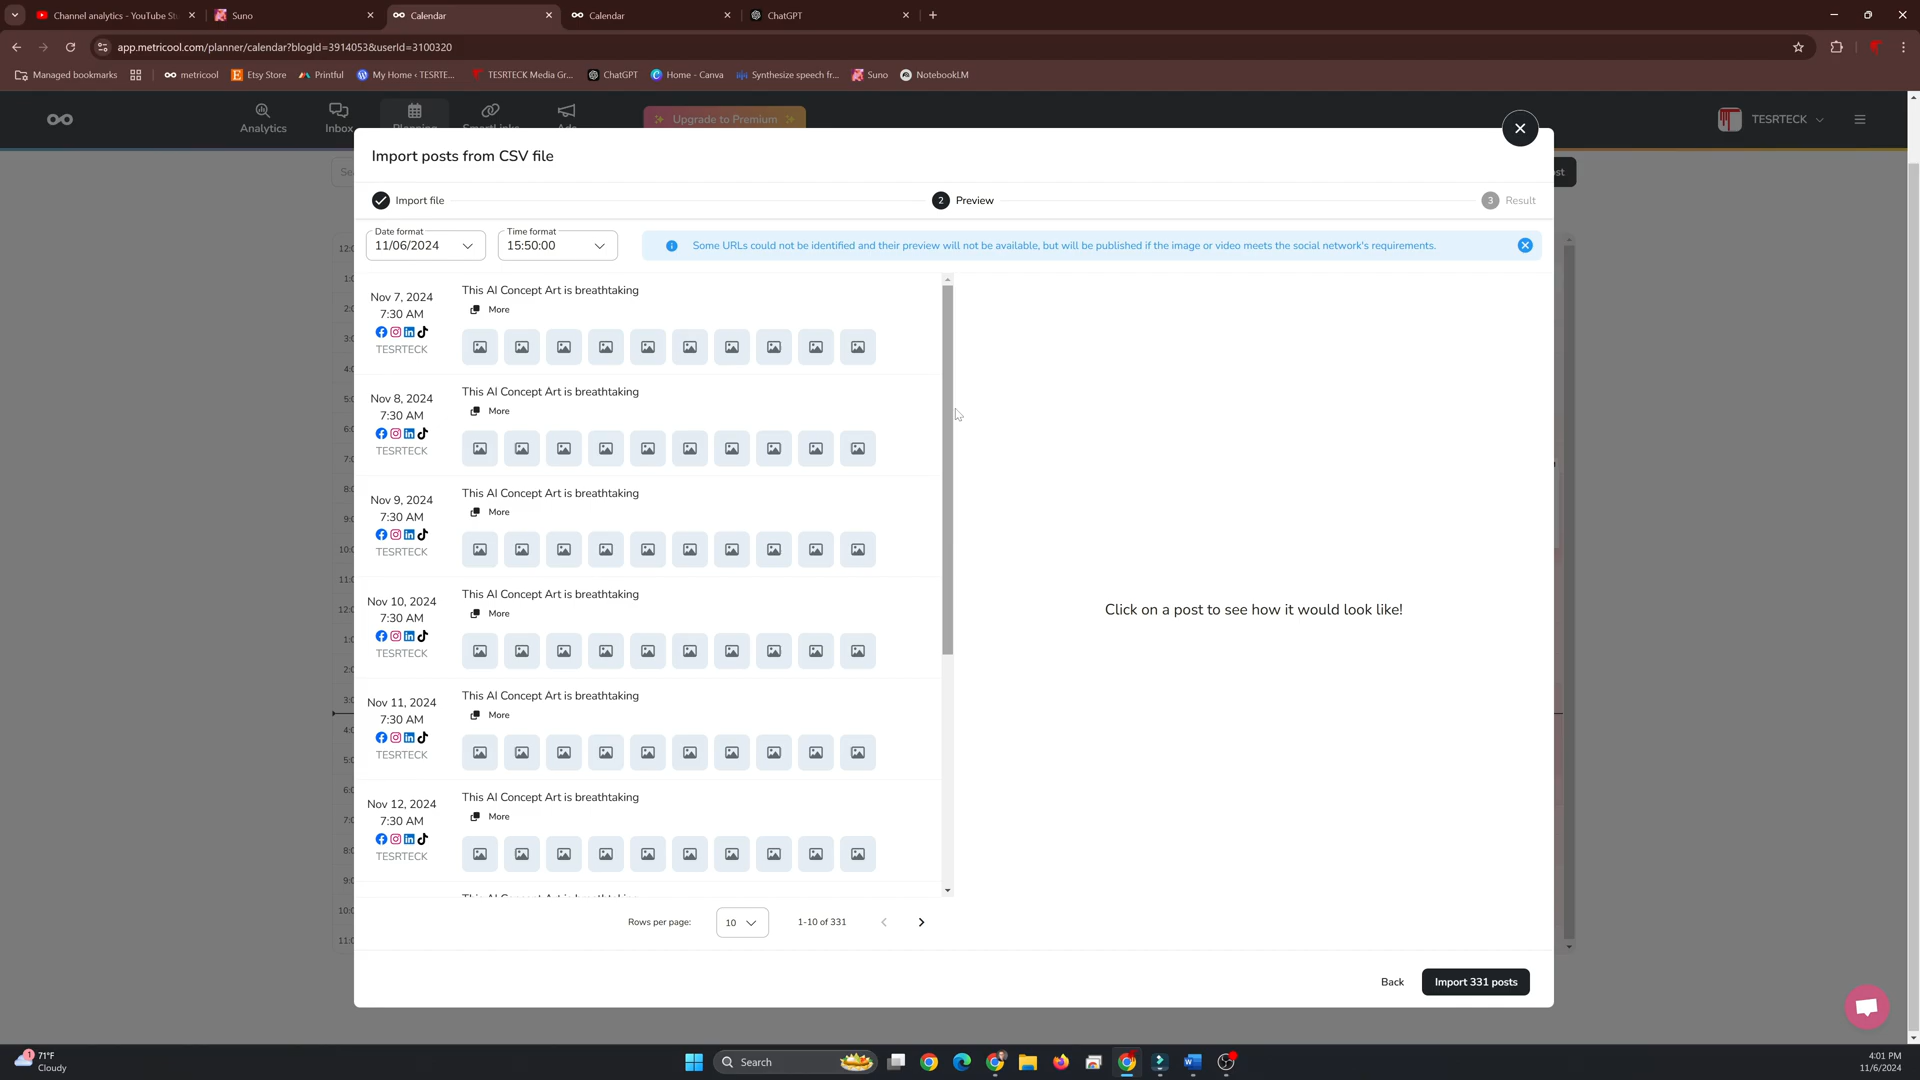 Channel analytics - YouTube St
Suno
Calendar
Calendar
ChatGPT
app.metricool.com/planner/calendar?blogId=3914053&userId=3100320
Managed bookmarks
metricool
Etsy Store
Printful
My Home ‹ TESRTE...
TESRTECK Media Gr...
ChatGPT
Home - Canva
Synthesize speech fr...
Suno
NotebookLM
Analytics
Inbox
Planning
SmartLinks
Ads
Upgrade to Premium
TESRTECK
Import posts from CSV file
Import file
2 Preview
3 Result
Date format
11/06/2024
Time format
15:50:00
Some URLs could not be identified and their preview will not be available, but will be published if the image or video meets the social network's requirements.
Nov 7, 2024
7:30 AM
TESRTECK
This AI Concept Art is breathtaking
More
Nov 8, 2024
7:30 AM
TESRTECK
This AI Concept Art is breathtaking
More
Nov 9, 2024
7:30 AM
TESRTECK
This AI Concept Art is breathtaking
More
Nov 10, 2024
7:30 AM
TESRTECK
This AI Concept Art is breathtaking
More
Nov 11, 2024
7:30 AM
TESRTECK
This AI Concept Art is breathtaking
More
Nov 12, 2024
7:30 AM
TESRTECK
This AI Concept Art is breathtaking
More
Click on a post to see how it would look like!
Rows per page:
10
1-10 of 331
Back
Import 331 posts
1
71°F
Cloudy
Search
4:01 PM
11/6/2024